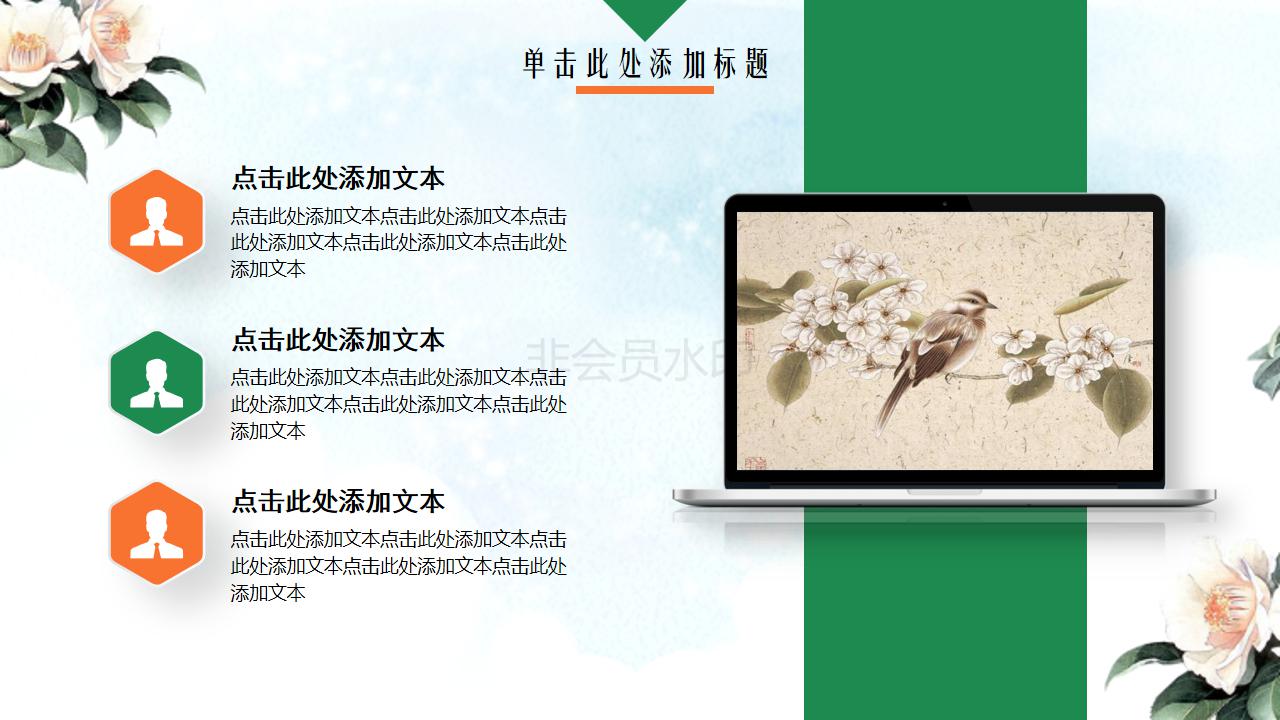 单击此处添加标题
点击此处添加文本
点击此处添加文本点击此处添加文本点击
此处添加文本点击此处添加文本点击此处
添加文本
点击此处添加文本
点击此处添加文本点击此处添加文本点击
此处添加文本点击此处添加文本点击此处
添加文本
非会员水印
点击此处添加文本
点击此处添加文本点击此处添加文本点击
此处添加文本点击此处添加文本点击此处
添加文本